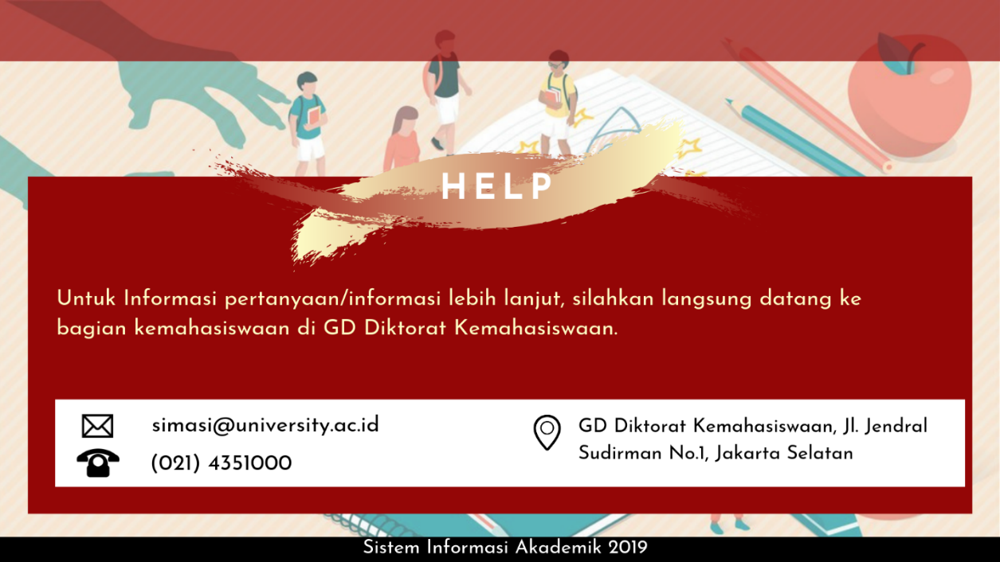 HELP
Untuk Informasi pertanyaan/informasi lebih lanjut, silahkan langsung datang ke
bagian kemahasiswaan di GD Diktorat Kemahasiswaan.
simasi@university.ac.id
(021) 4351000
GD Diktorat Kemahasiswaan, Jl. Jendral
Sudirman No.1, Jakarta Selatan
Sistem Informasi Akademik 2019